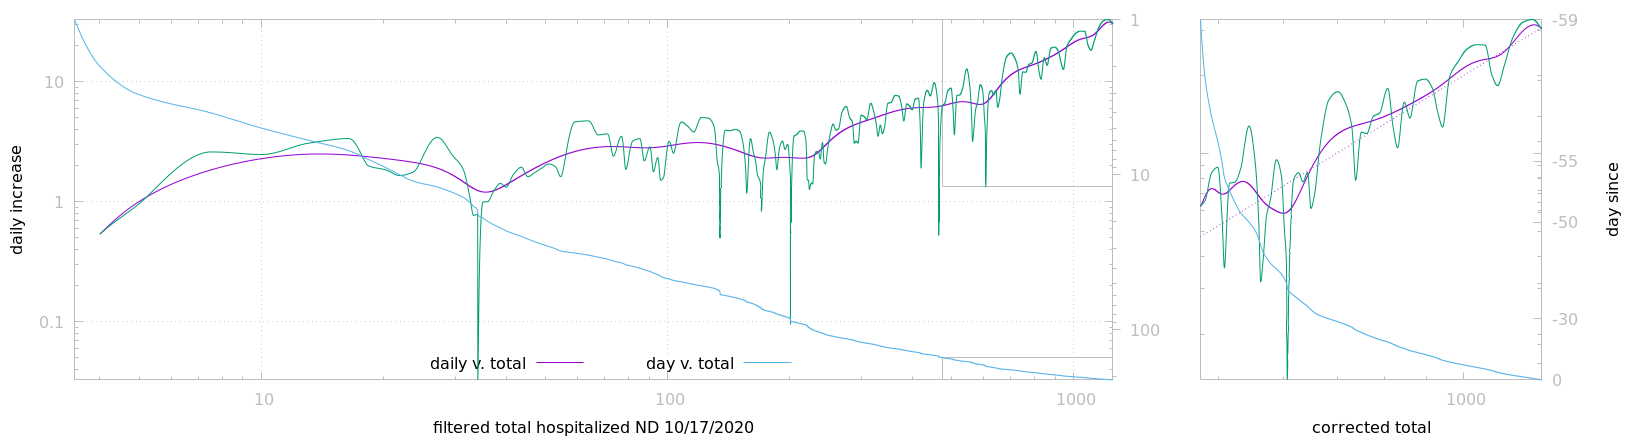 daily increase
10
1
0.1
10
100
1000
1
10
100
daily v. total
day v. total
filtered total hospitalized ND 10/17/2020
-59
-55
-50
-30
0
day since
1000
corrected total